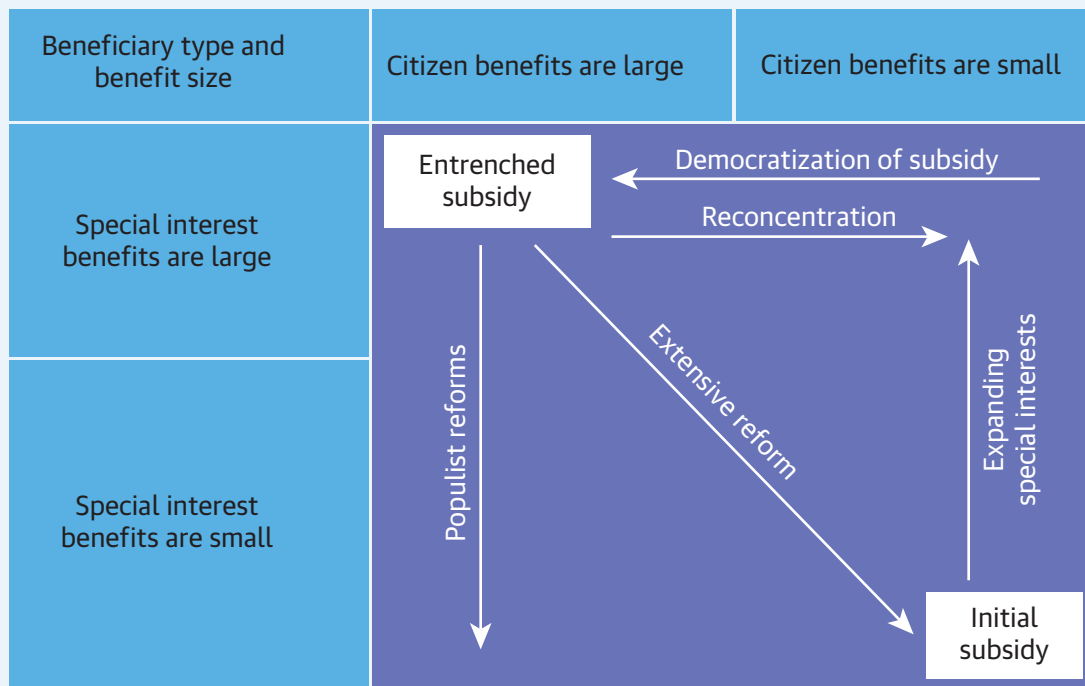 Beneficiary type and
benefit size
Citizen benefits are large
Citizen benefits are small
Special interest
benefits are large
Entrenched
subsidy
Democratization of subsidy
Reconcentration
Special interest
benefits are small
Populist reforms
Extensive reform
Expanding
special interests
Initial
subsidy